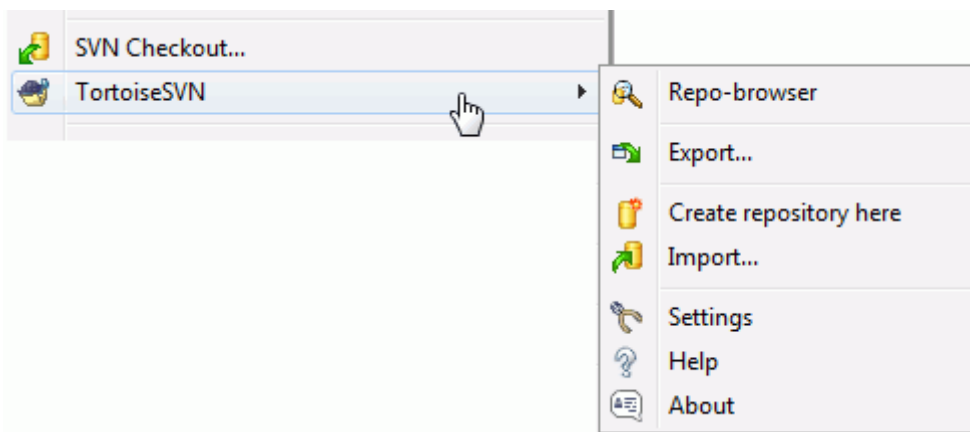 SVN Checkout...
TortoiseSVN
Repo-browser
Export...
Create repository here
Import...
Settings
Help
About